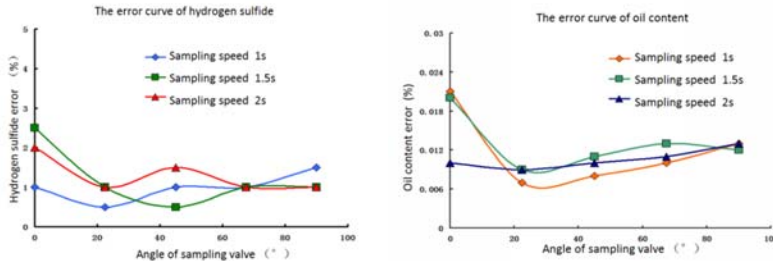 The error curve of hydrogen sulfide
Hydrogen sulfide error （%）
5
4
3
2
1
0
Sampling speed 1s
Sampling speed 1.5s
Sampling speed 2s
0 20 40 60 80 100
Angle of sampling valve （°）
The error curve of oil content
Oil content error (%)
0.03
0.024
0.018
0.012
0.006
0
Sampling speed 1s
Sampling speed 1.5s
Sampling speed 2s
0 20 40 60 80 100
Angle of sampling valve （°）